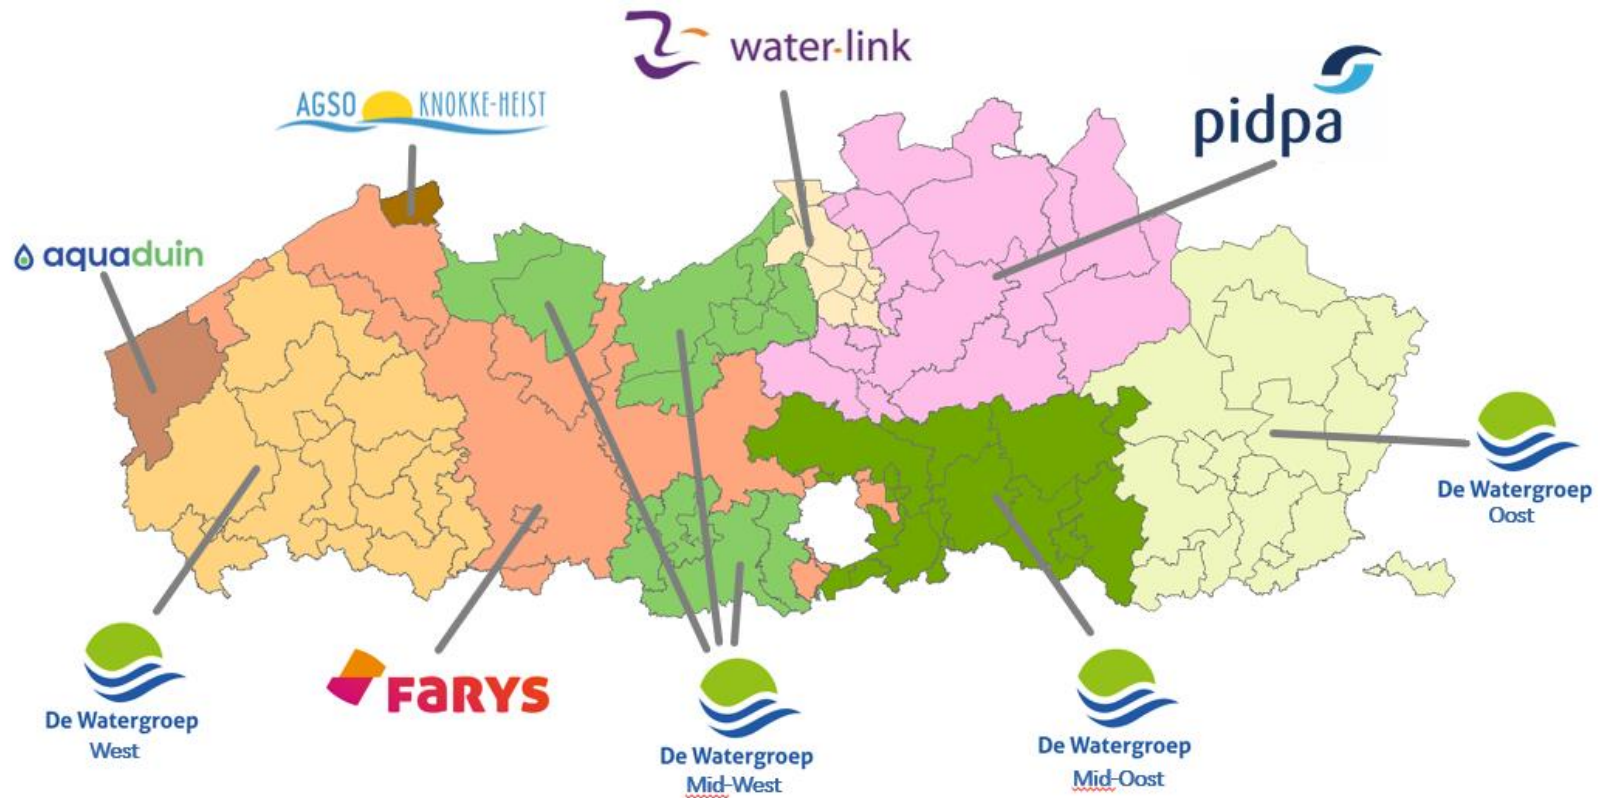 water-link
pidpa
AGSO KNOKKE-HEIST
aquaduin
De Watergroep
Oost
De Watergroep
West
FARYS
De Watergroep
Mid-West
De Watergroep
Mid-Oost